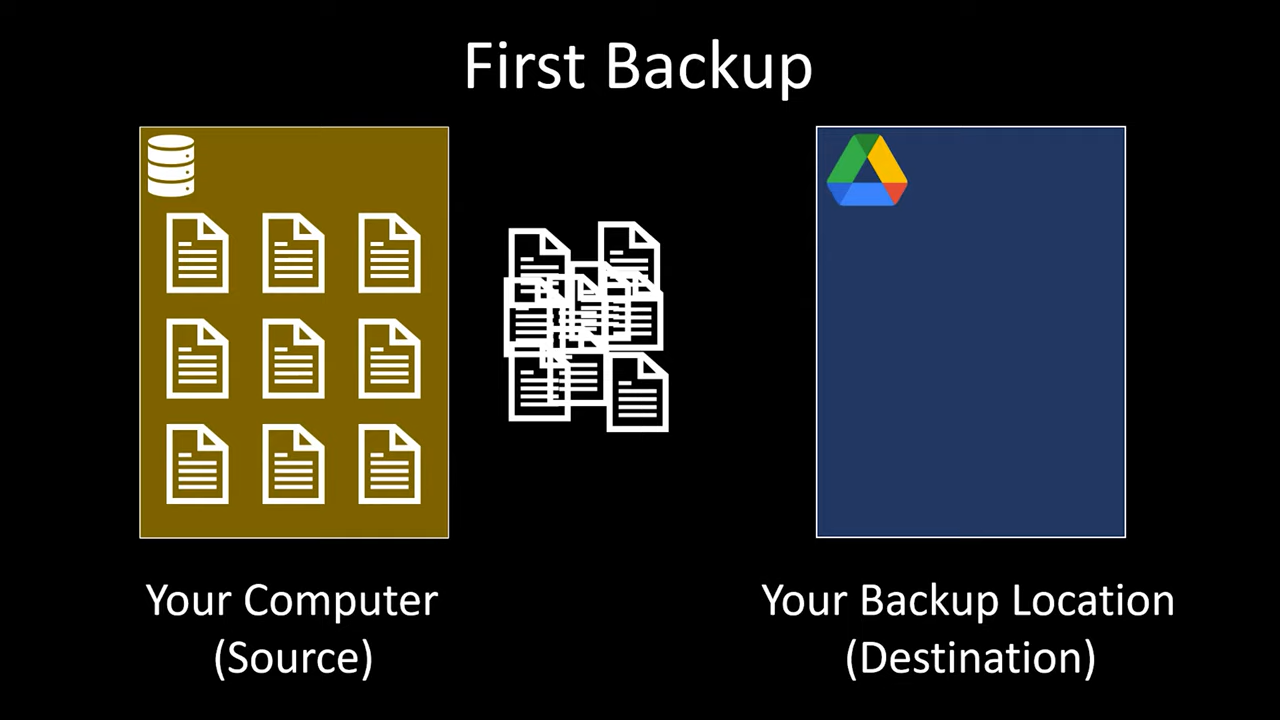 First Backup
Your Computer
(Source)
Your Backup Location
(Destination)